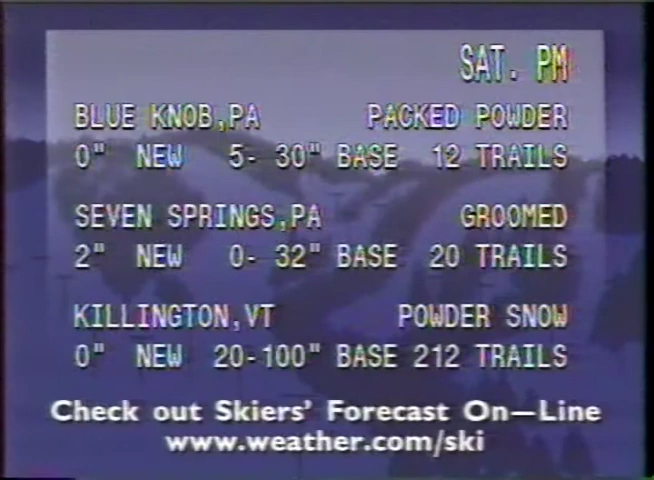 SAT. PM
BLUE KNOB,PA PACKED POWDER
0" NEW 5- 30" BASE 12 TRAILS
SEVEN SPRINGS,PA GROOMED
2" NEW 0- 32" BASE 20 TRAILS
KILLINGTON,VT POWDER SNOW
0" NEW 20-100" BASE 212 TRAILS
Check out Skiers' Forecast On—Line
www.weather.com/ski